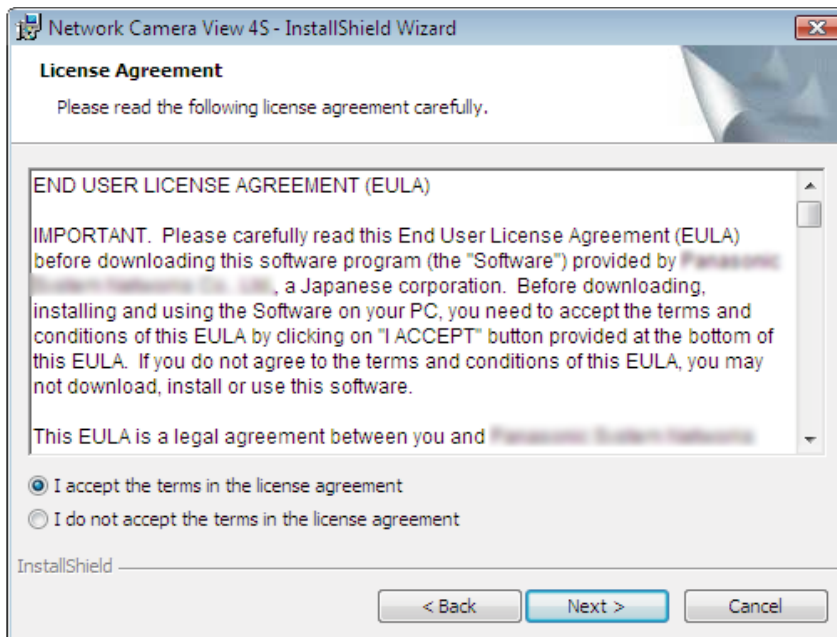 Network Camera View 4S - InstallShield Wizard
License Agreement
Please read the following license agreement carefully.
END USER LICENSE AGREEMENT (EULA)
IMPORTANT.  Please carefully read this End User License Agreement (EULA)
before downloading this software program (the "Software") provided by
, a Japanese corporation.  Before downloading,
installing and using the Software on your PC, you need to accept the terms and
conditions of this EULA by clicking on "I ACCEPT" button provided at the bottom of
this EULA.  If you do not agree to the terms and conditions of this EULA, you may
not download, install or use this software.
This EULA is a legal agreement between you and
I accept the terms in the license agreement
I do not accept the terms in the license agreement
InstallShield
< Back
Next >
Cancel